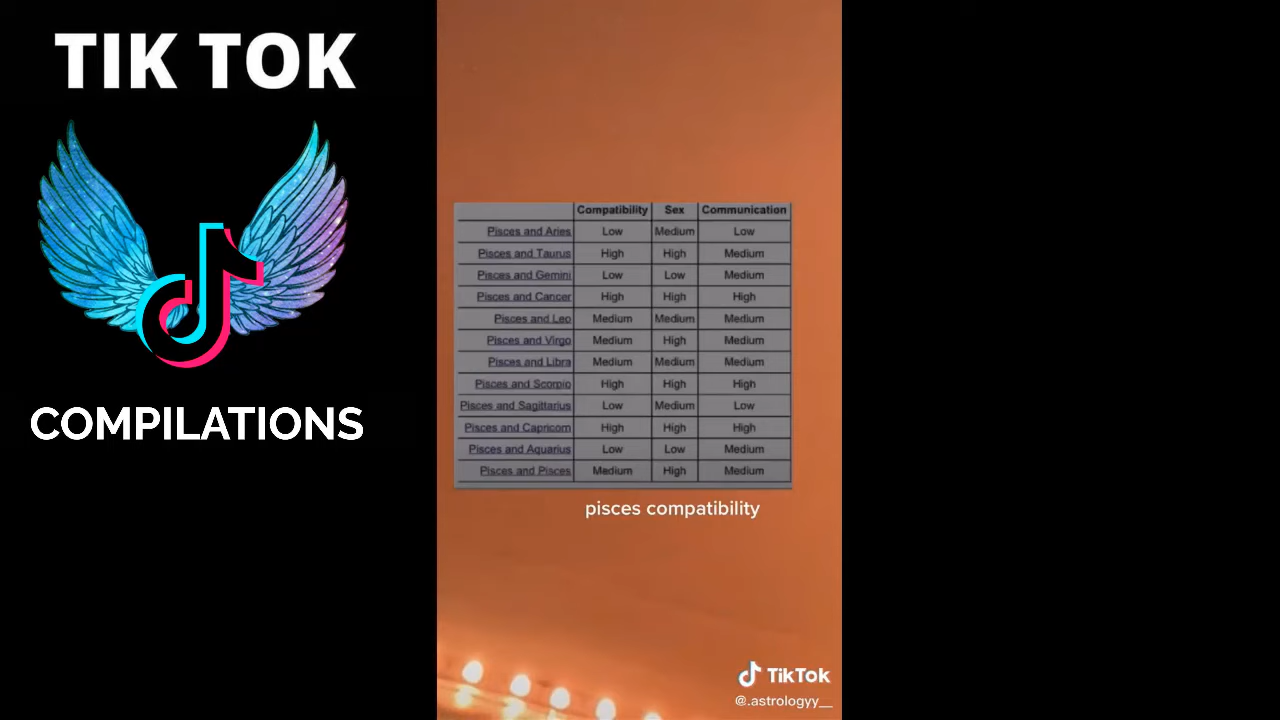 TIK TOK
COMPILATIONS
Compatibility Sex Communication
Pisces and Aries Low Medium Low
Pisces and Taurus High High Medium
Pisces and Gemini Low Low Medium
Pisces and Cancer High High High
Pisces and Leo Medium Medium Medium
Pisces and Virgo Medium High Medium
Pisces and Libra Medium Medium Medium
Pisces and Scorpio High High High
Pisces and Sagittarius Low Medium Low
Pisces and Capricorn High High High
Pisces and Aquarius Low Low Medium
Pisces and Pisces Medium High Medium
pisces compatibility
TikTok
@.astrologyy__